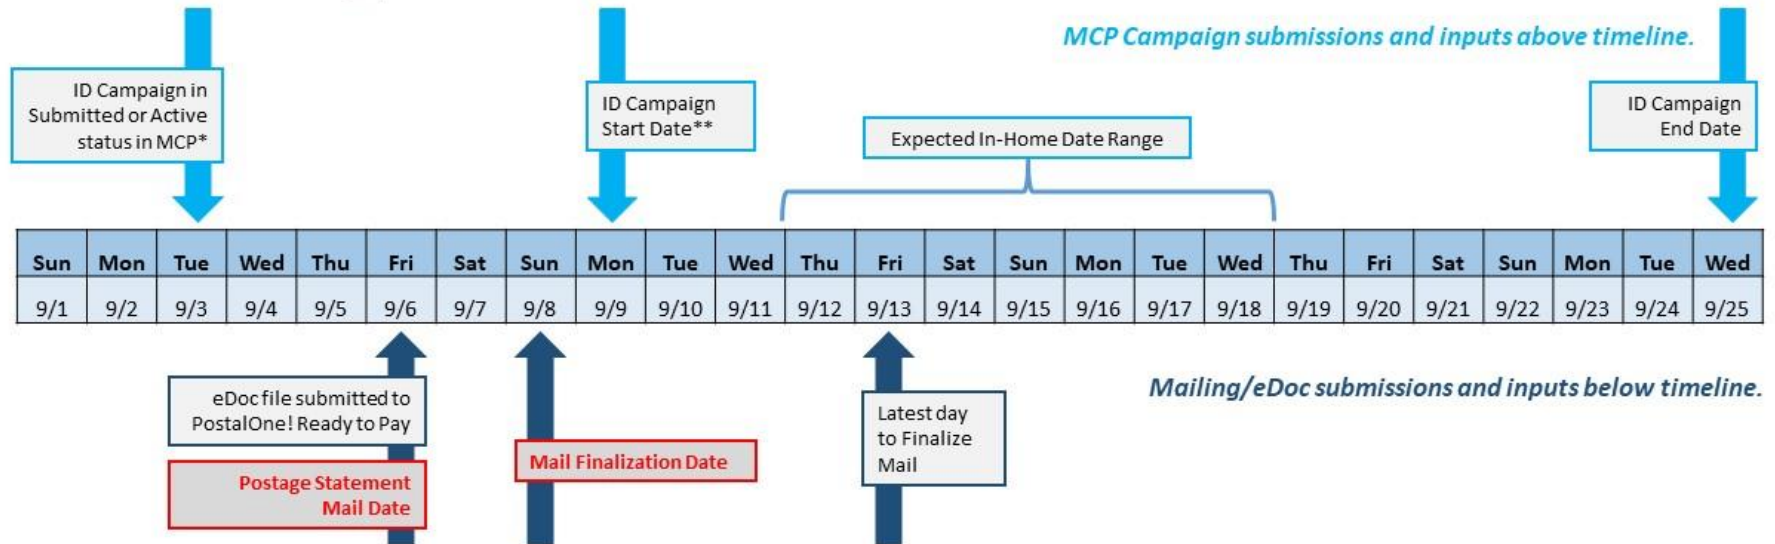 MCP Campaign submissions and inputs above timeline.
ID Campaign in
Submitted or Active
status in MCP*
ID Campaign
Start Date**
Expected In-Home Date Range
ID Campaign
End Date
Sun Mon Tue Wed Thu Fri Sat Sun Mon Tue Wed Thu Fri Sat Sun Mon Tue Wed Thu Fri Sat Sun Mon Tue Wed
9/1 9/2 9/3 9/4 9/5 9/6 9/7 9/8 9/9 9/10 9/11 9/12 9/13 9/14 9/15 9/16 9/17 9/18 9/19 9/20 9/21 9/22 9/23 9/24 9/25
eDoc file submitted to
PostalOne! Ready to Pay
Postage Statement
Mail Date
Mail Finalization Date
Latest day
to Finalize
Mail
Mailing/eDoc submissions and inputs below timeline.